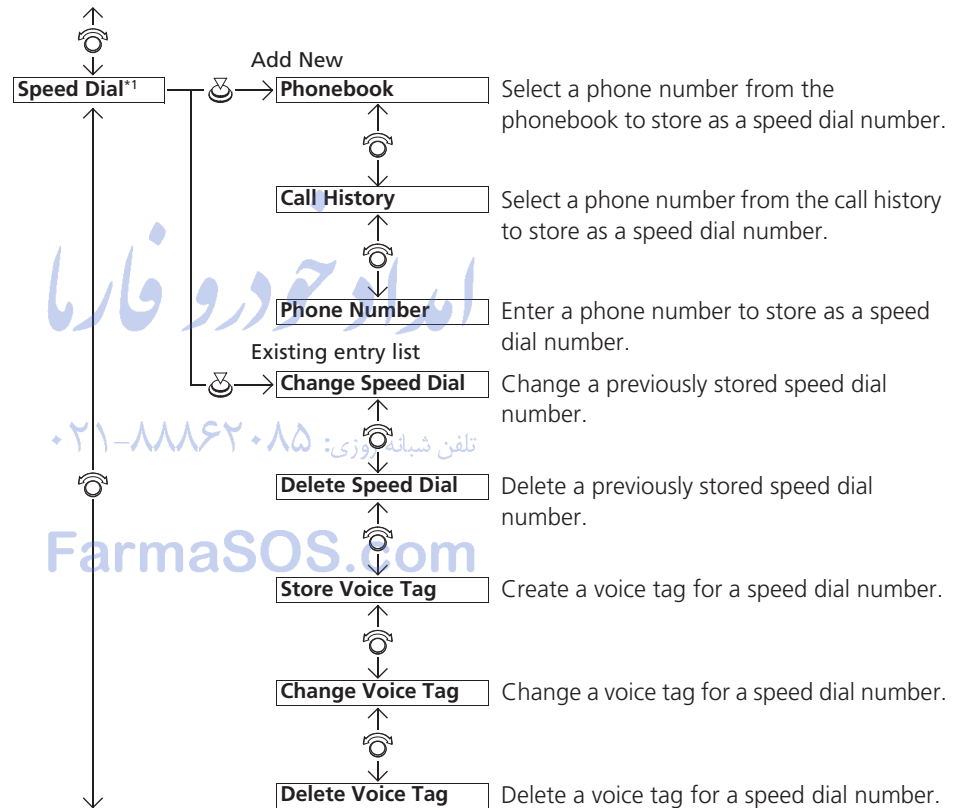 Add New
Speed Dial*1
Phonebook
Select a phone number from the
phonebook to store as a speed dial number.
Call History
Select a phone number from the call history
to store as a speed dial number.
امداد خودرو فارما
Phone Number
Enter a phone number to store as a speed
dial number.
Existing entry list
Change Speed Dial
Change a previously stored speed dial
number.
تلفن شبانه روزی: ۰۲۱-۸۸۸۶۲۰۸۵
Delete Speed Dial
Delete a previously stored speed dial
number.
FarmaSOS.com
Store Voice Tag
Create a voice tag for a speed dial number.
Change Voice Tag
Change a voice tag for a speed dial number.
Delete Voice Tag
Delete a voice tag for a speed dial number.